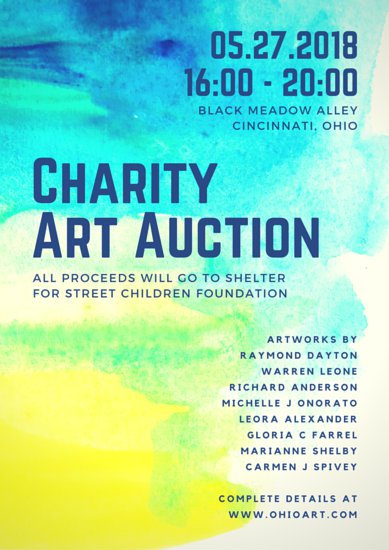 05.27.2018
16:00 - 20:00
BLACK MEADOW ALLEY
CINCINNATI, OHIO
CHARITY
ART AUCTION
ALL PROCEEDS WILL GO TO SHELTER
FOR STREET CHILDREN FOUNDATION
ARTWORKS BY
RAYMOND DAYTON
WARREN LEONE
RICHARD ANDERSON
MICHELLE J ONORATO
LEORA ALEXANDER
GLORIA C FARREL
MARIANNE SHELBY
CARMEN J SPIVEY
COMPLETE DETAILS AT
WWW.OHIOART.COM